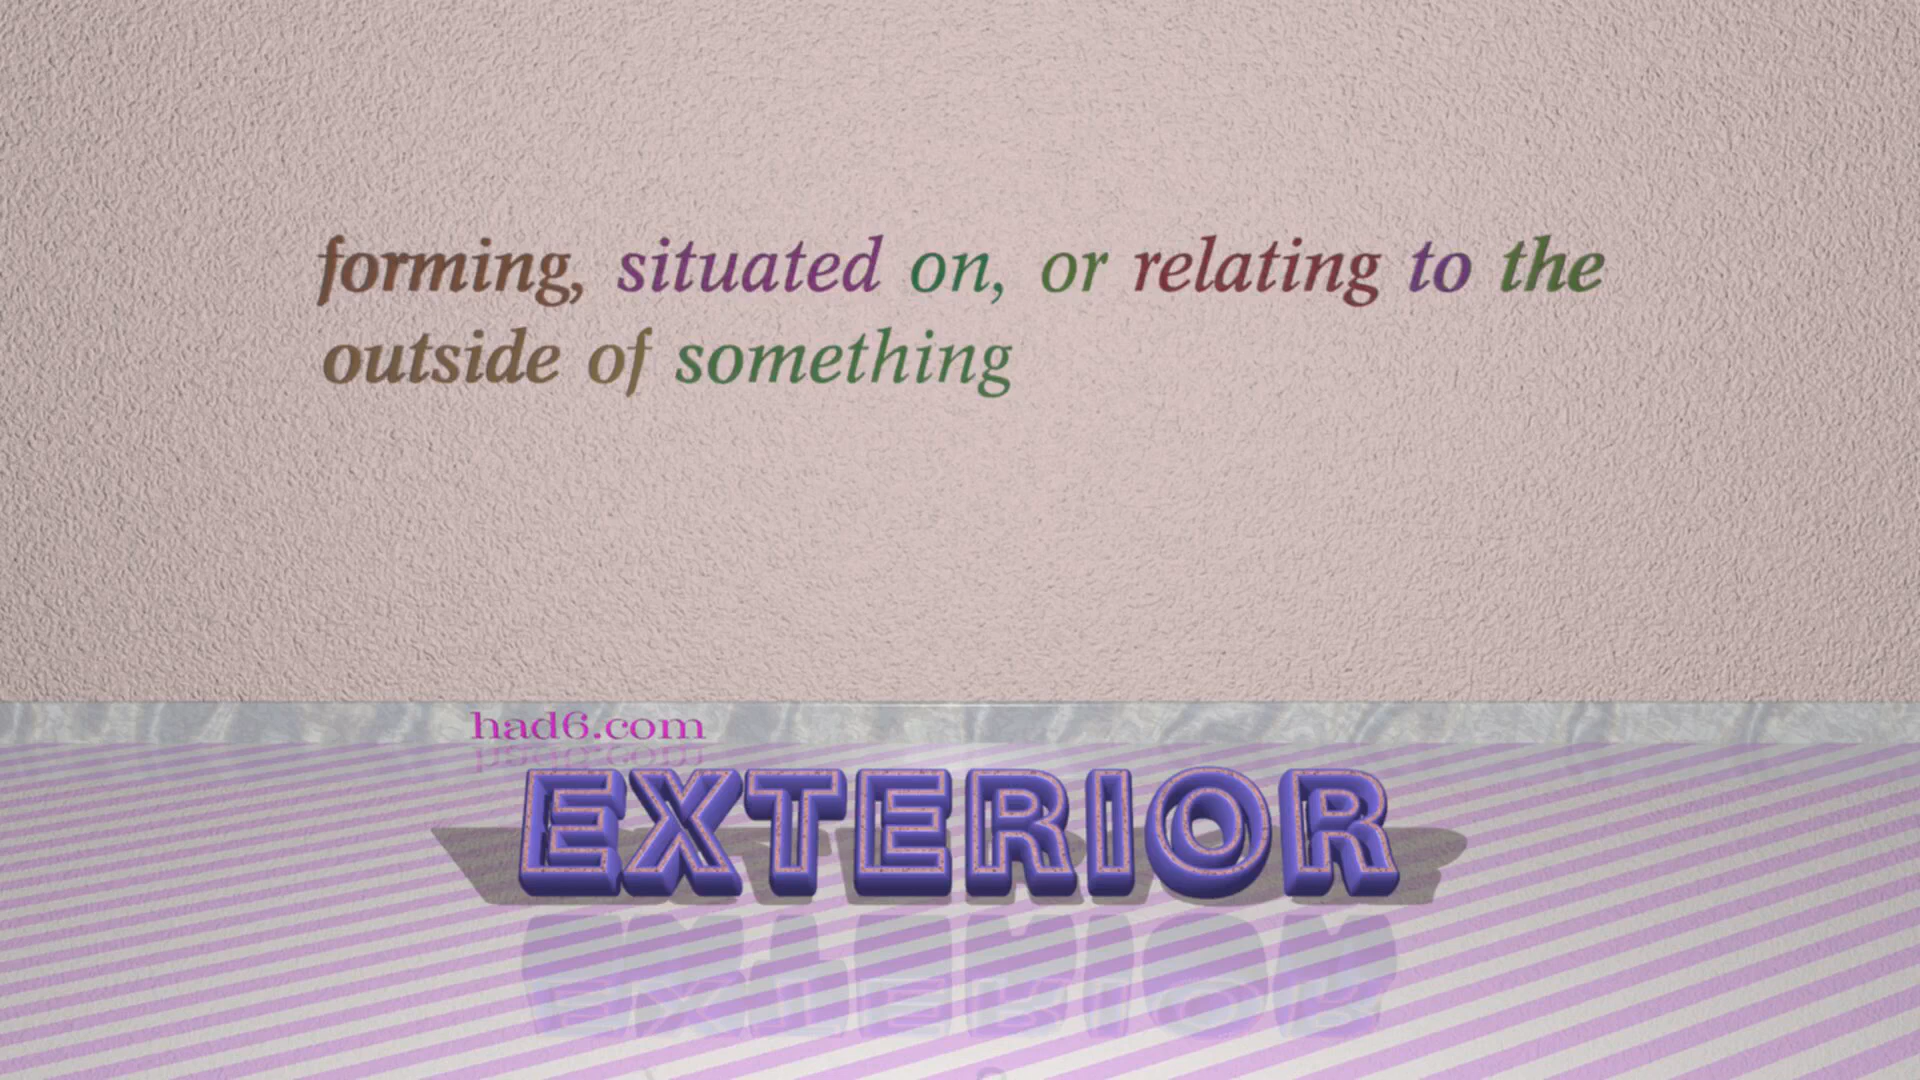 forming, situated on, or relating to the
outside of something
had6.com
EXTERIOR